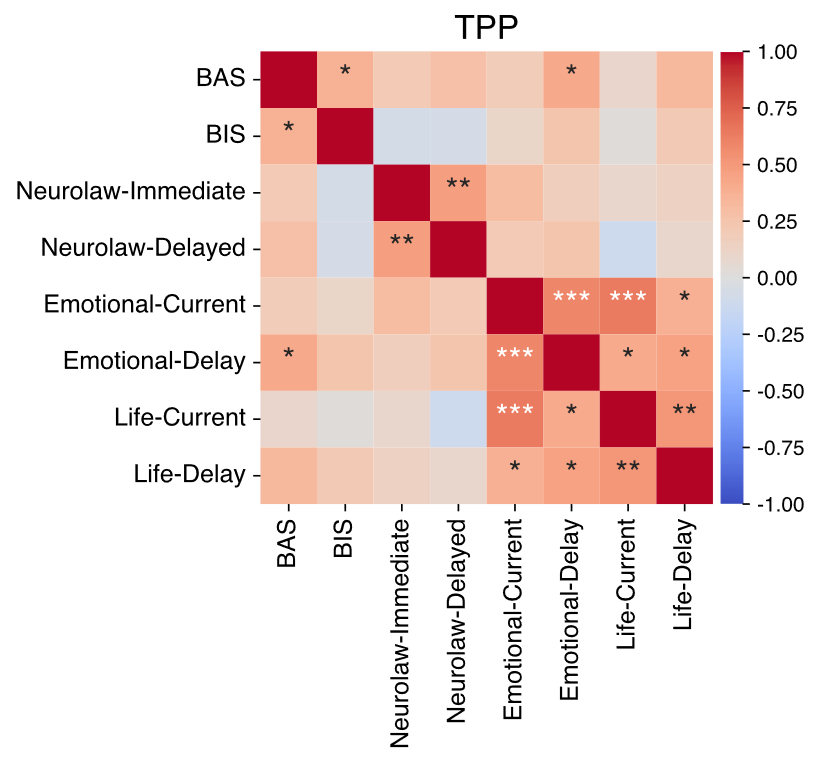 TPP
BAS * *
BIS *
Neurolaw-Immediate **
Neurolaw-Delayed **
Emotional-Current *** *** *
Emotional-Delay * *** * *
Life-Current *** * **
Life-Delay * * **
BAS
BIS
Neurolaw-Immediate
Neurolaw-Delayed
Emotional-Current
Emotional-Delay
Life-Current
Life-Delay
1.00
0.75
0.50
0.25
0.00
-0.25
-0.50
-0.75
-1.00